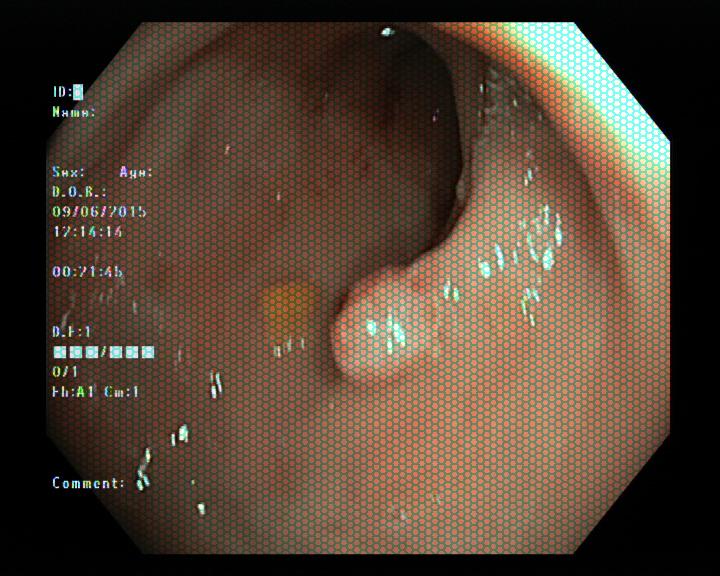 ID:
Name:
Sex: Age:
D.O.B.:
09/06/2015
12:14:14
00:21:45
D.F:1
/
0/1
Eh:A1 Cm:1
Comment: